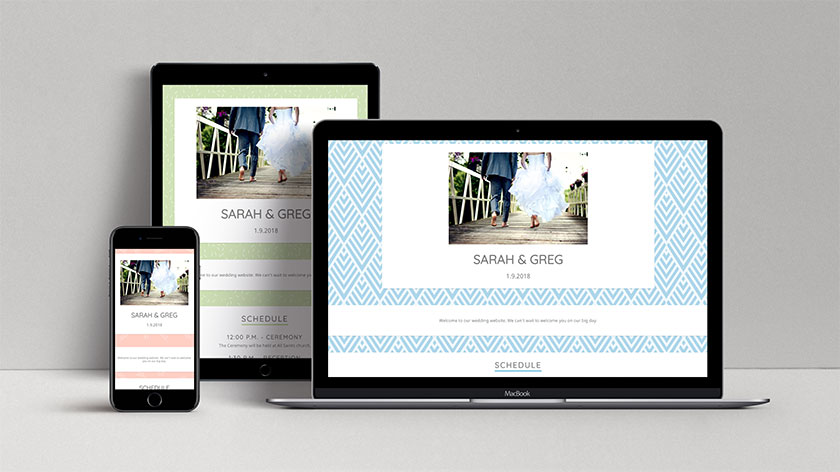 SARAH & GREG
1.9.2018
me to our wedding website. We can't wait to welcome you
SCHEDULE
12:00 P.M. - CEREMONY
The Ceremony will be held at All Saints church,
1:30 P.M. - RECEPTION
SARAH & GREG
1.9.2018
Welcome to our wedding website. We can't wait to welcome
you on our big day.
SCHEDULE
SARAH & GREG
1.9.2018
Welcome to our wedding website. We can't wait to welcome you on our big day.
SCHEDULE
MacBook